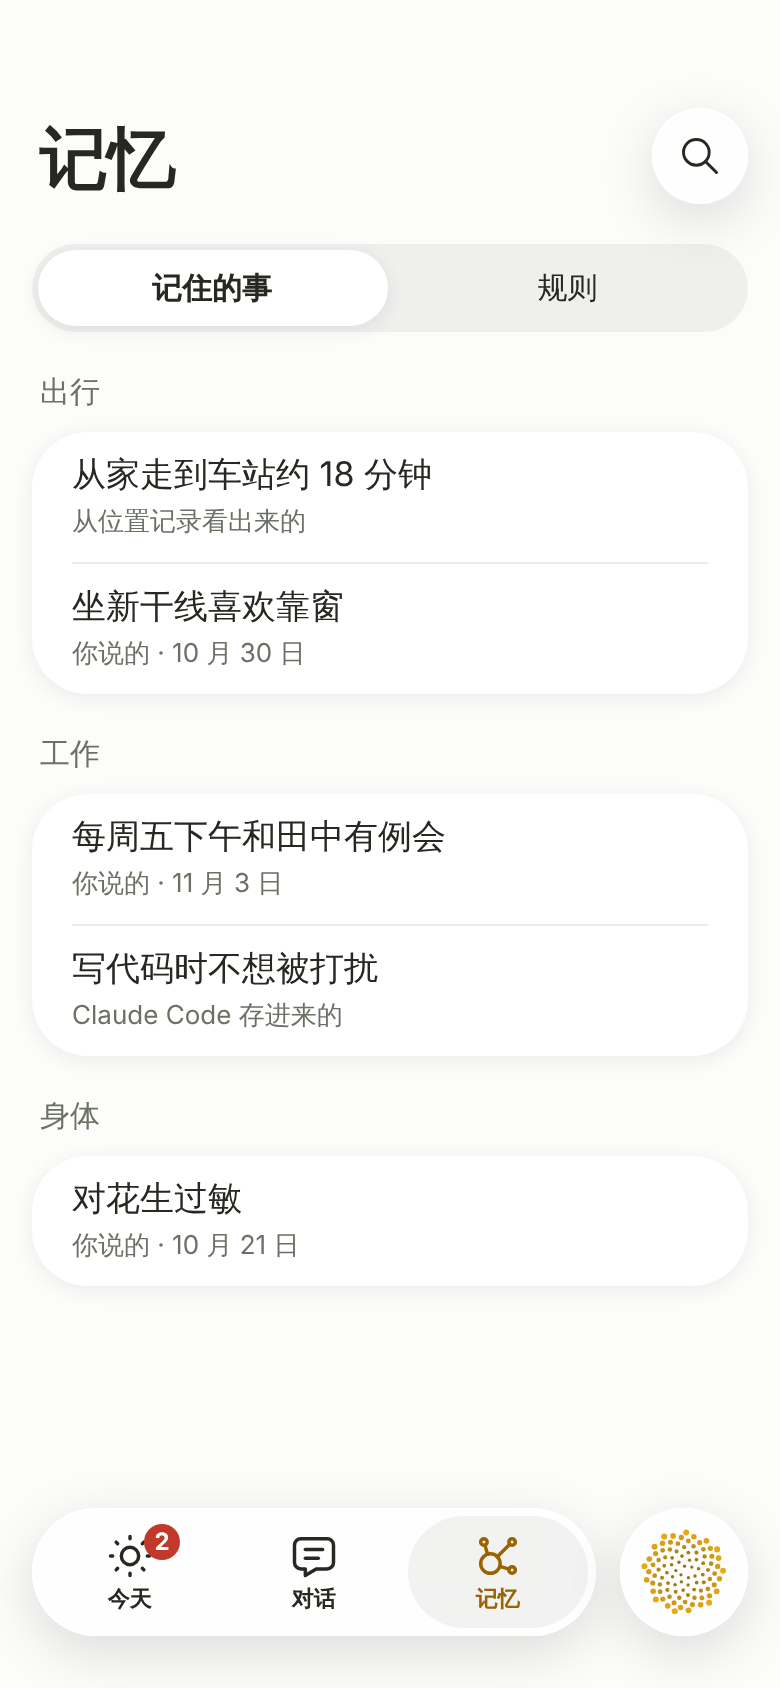 记忆
记住的事
规则
出行
从家走到车站约 18 分钟
从位置记录看出来的
坐新干线喜欢靠窗
你说的 · 10 月 30 日
工作
每周五下午和田中有例会
你说的 · 11 月 3 日
写代码时不想被打扰
Claude Code 存进来的
身体
对花生过敏
你说的 · 10 月 21 日
2
今天
对话
记忆